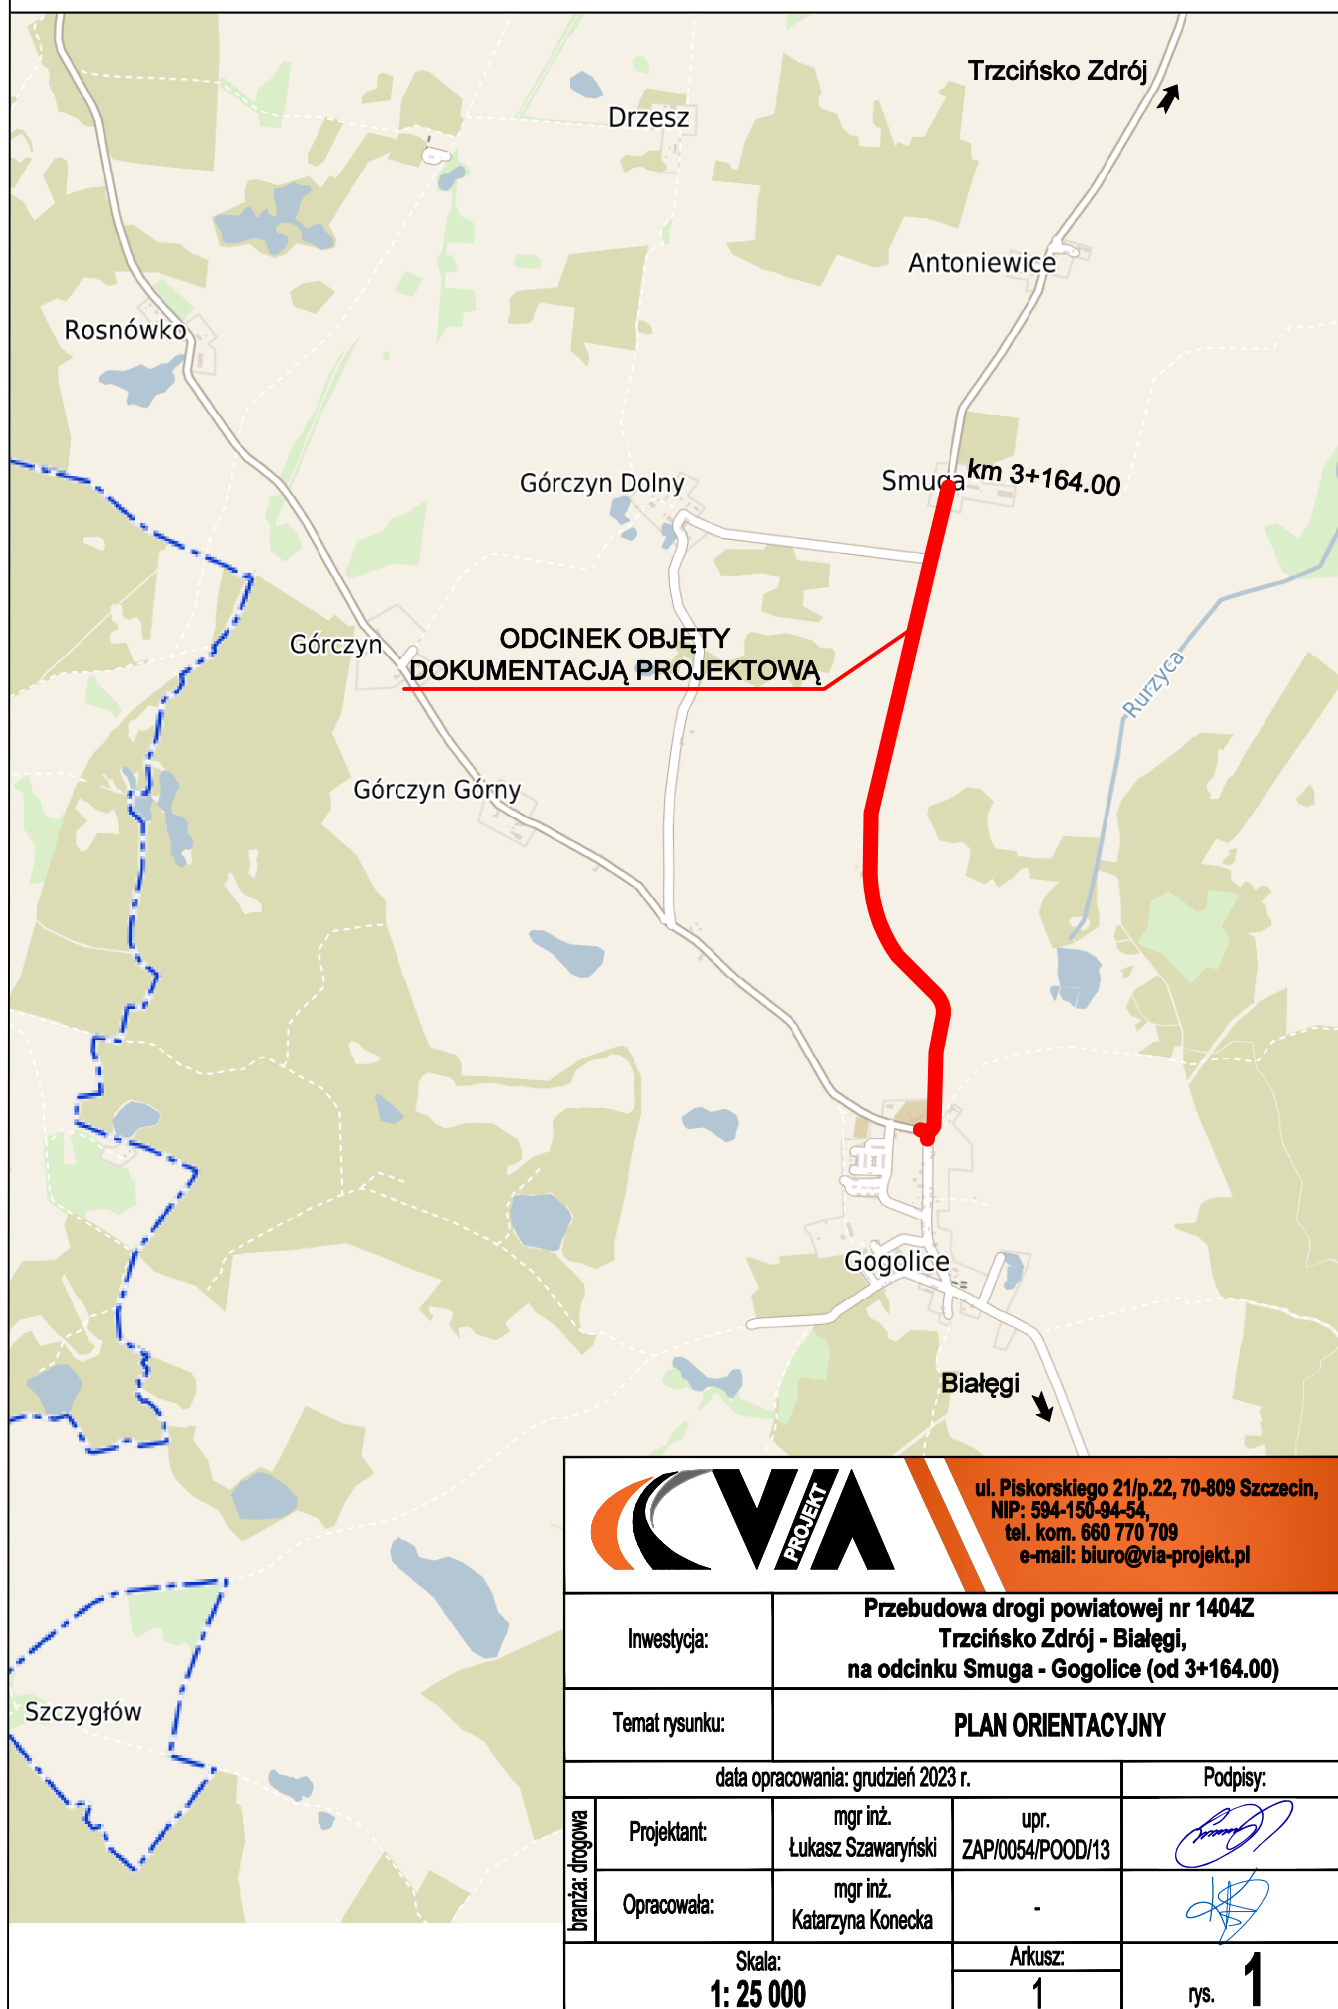 Trzcińsko Zdrój
Drzesz
Antoniewice
Rosnówko
Górczyn Dolny
Smuga
km 3+164.00
ODCINEK OBJĘTY
DOKUMENTACJĄ PROJEKTOWĄ
Górczyn
Rurzyca
Górczyn Górny
Gogolice
Białęgi
Szczygłów
VIA
PROJEKT
ul. Piskorskiego 21/p.22, 70-809 Szczecin,
NIP: 594-150-94-54,
tel. kom. 660 770 709
e-mail: biuro@via-projekt.pl
Inwestycja:
Przebudowa drogi powiatowej nr 1404Z
Trzcińsko Zdrój - Białęgi,
na odcinku Smuga - Gogolice (od 3+164.00)
Temat rysunku:
PLAN ORIENTACYJNY
data opracowania: grudzień 2023 r.
Podpisy:
branża: drogowa
Projektant:
mgr inż.
Łukasz Szawaryński
upr.
ZAP/0054/POOD/13
Opracowała:
mgr inż.
Katarzyna Konecka
-
Skala:
1: 25 000
Arkusz:
1
rys. 1